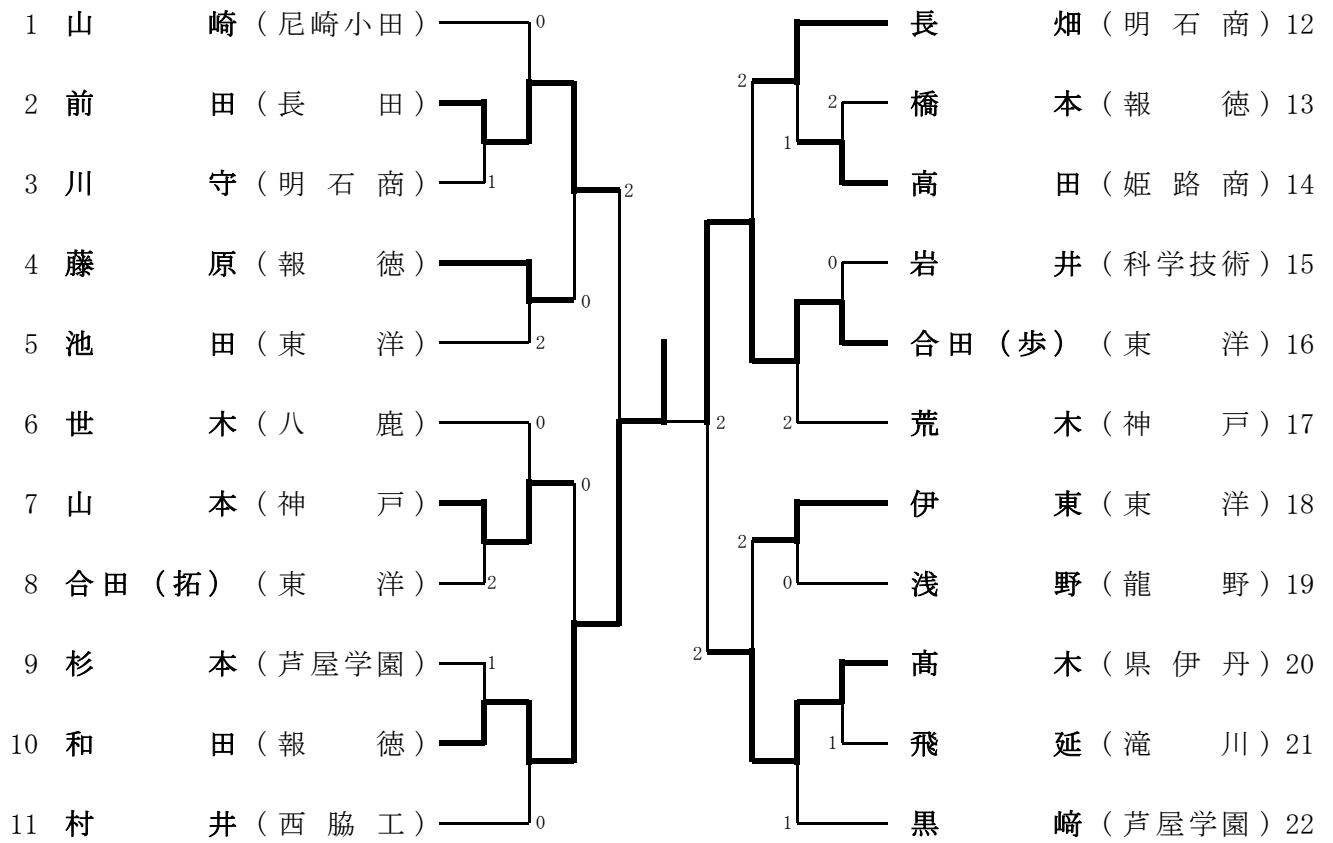 1 山崎（尼崎小田）
2 前田（長田）
3 川守（明石商）
4 藤原（報徳）
5 池田（東洋）
6 世木（八鹿）
7 山本（神戸）
8 合田（拓）（東洋）
9 杉本（芦屋学園）
10 和田（報徳）
11 村井（西脇工）
0
1
2
0
2
0
0
2
1
0
2
2
1
2
0
2
2
2
0
2
1
1
長畑（明石商）12
橋本（報徳）13
高田（姫路商）14
岩井（科学技術）15
合田（歩）（東洋）16
荒木（神戸）17
伊東（東洋）18
浅野（龍野）19
髙木（県伊丹）20
飛延（滝川）21
黒﨑（芦屋学園）22